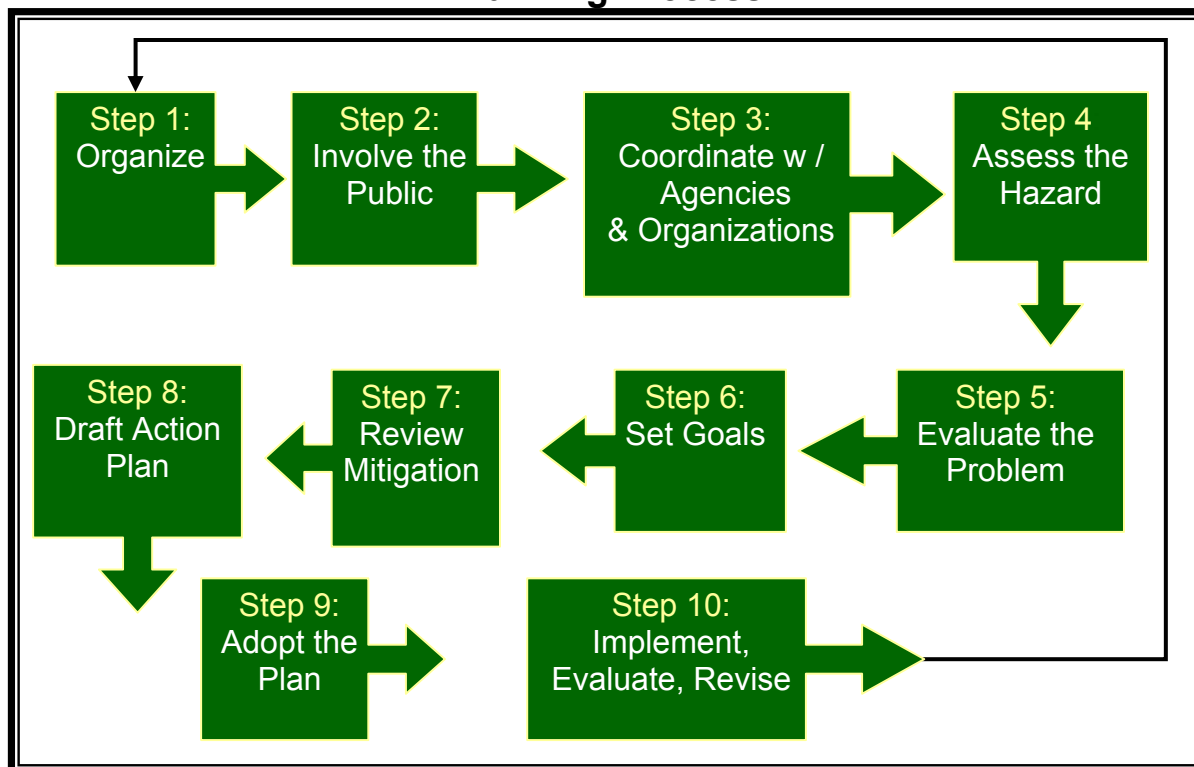 Planning Process
Step 1:
Organize
Step 2:
Involve the
Public
Step 3:
Coordinate w /
Agencies
& Organizations
Step 4
Assess the
Hazard
Step 5:
Evaluate the
Problem
Step 6:
Set Goals
Step 7:
Review
Mitigation
Step 8:
Draft Action
Plan
Step 9:
Adopt the
Plan
Step 10:
Implement,
Evaluate, Revise